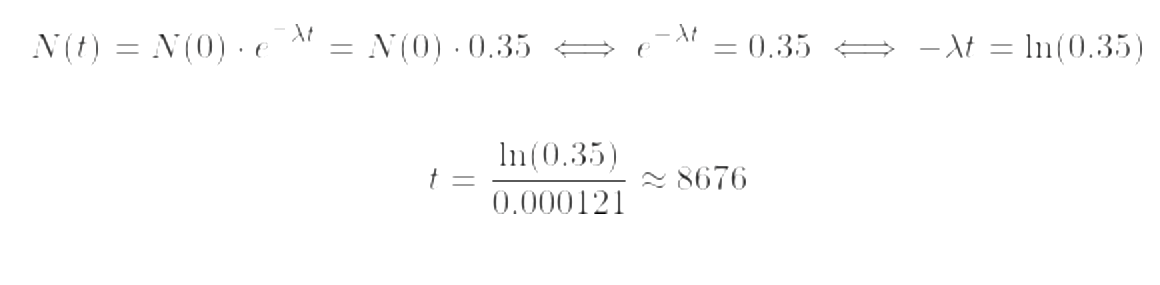 N(t) = N(0) · e^{−λt} = N(0) · 0.35 ⟺ e^{−λt} = 0.35 ⟺ −λt = ln(0.35)
t = ln(0.35) / 0.000121 ≈ 8676